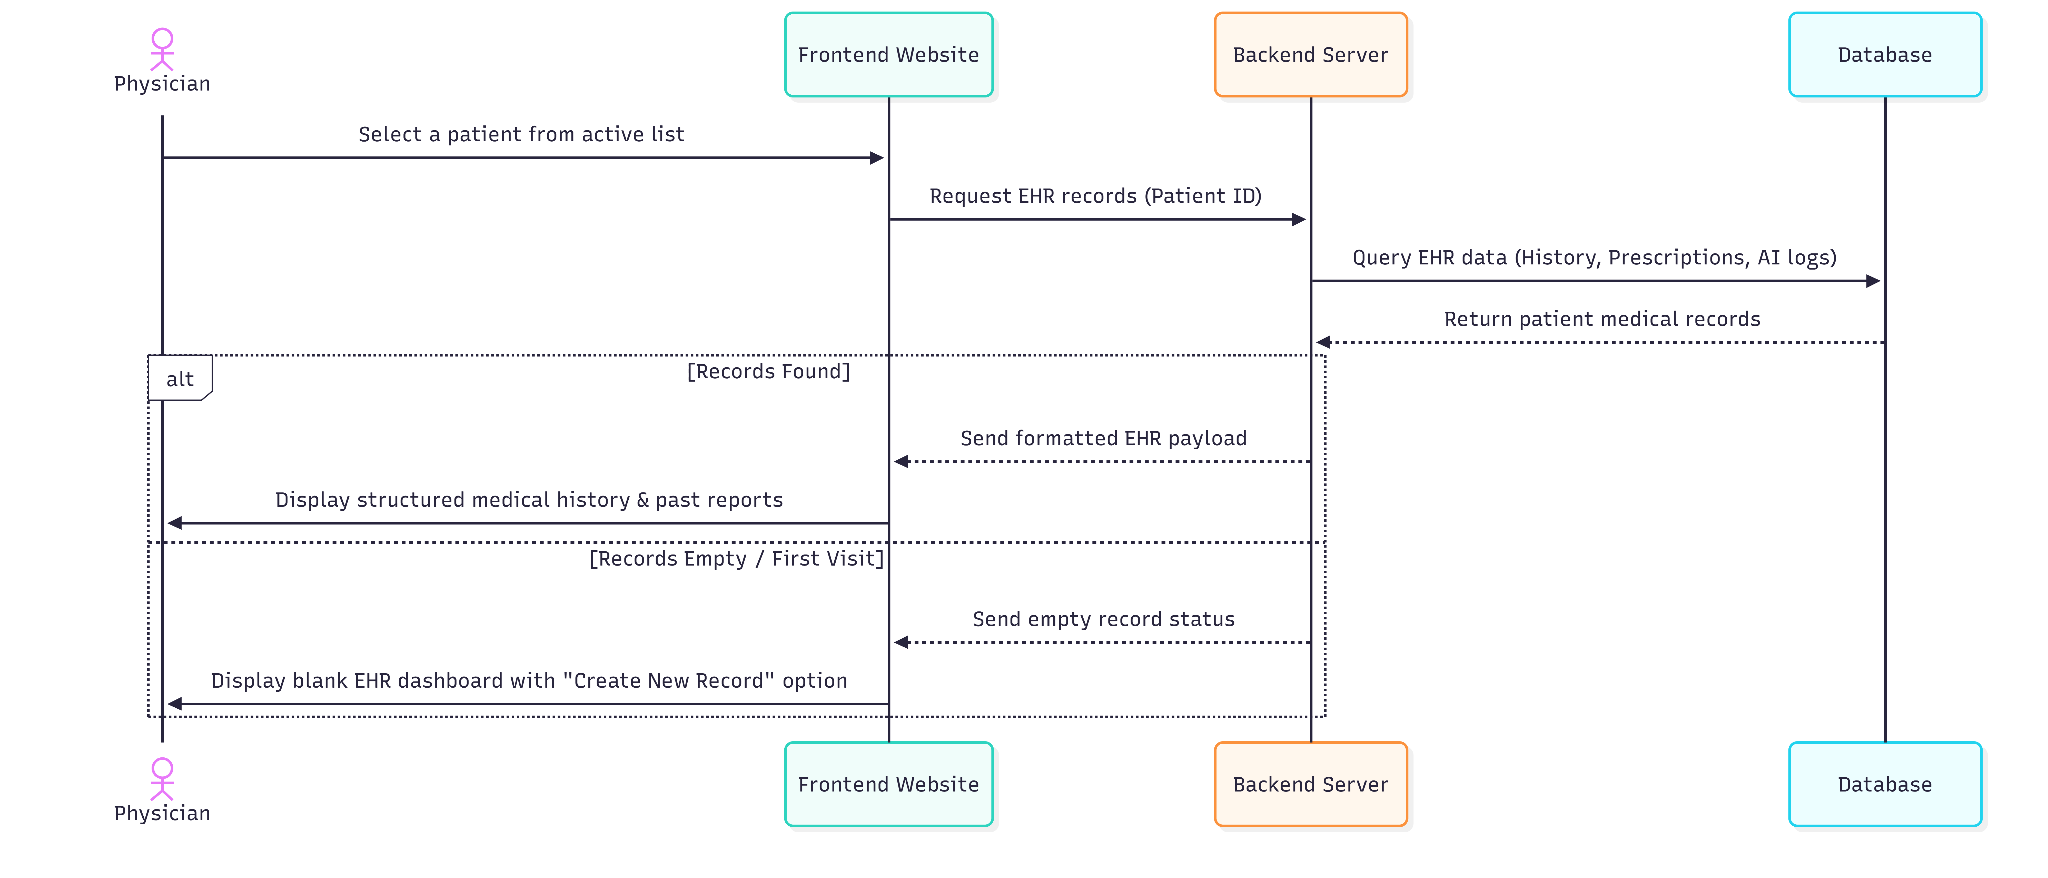 Physician
Frontend Website
Backend Server
Database
Select a patient from active list
Request EHR records (Patient ID)
Query EHR data (History, Prescriptions, AI logs)
Return patient medical records
alt
[Records Found]
Send formatted EHR payload
Display structured medical history & past reports
[Records Empty / First Visit]
Send empty record status
Display blank EHR dashboard with "Create New Record" option
Physician
Frontend Website
Backend Server
Database